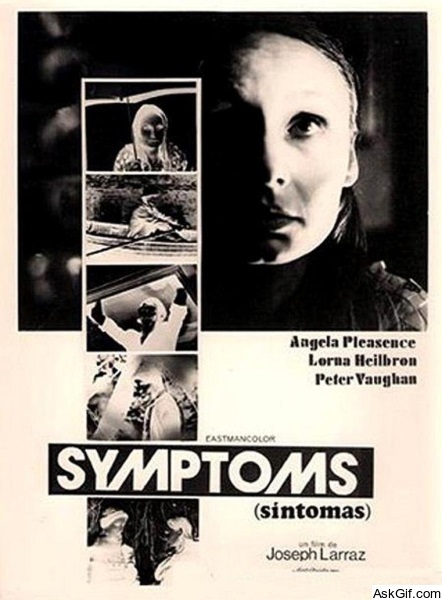 Angela Pleasence
Lorna Heilbron
Peter Vaughan
EASTMANCOLOR
SYMPTOMS
(sintomas)
un film de
Joseph Larraz
AskGif.com